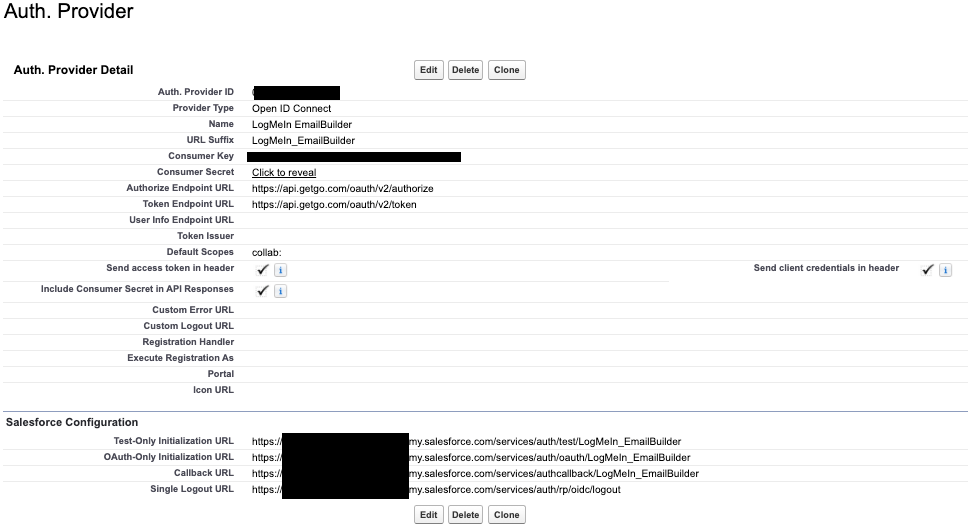 Auth. Provider
Auth. Provider Detail Edit Delete Clone
Auth. Provider ID
Provider Type Open ID Connect
Name LogMeIn EmailBuilder
URL Suffix LogMeIn_EmailBuilder
Consumer Key
Consumer Secret Click to reveal
Authorize Endpoint URL https://api.getgo.com/oauth/v2/authorize
Token Endpoint URL https://api.getgo.com/oauth/v2/token
User Info Endpoint URL
Token Issuer
Default Scopes collab:
Send access token in header i Send client credentials in header i
Include Consumer Secret in API Responses i
Custom Error URL
Custom Logout URL
Registration Handler
Execute Registration As
Portal
Icon URL
Salesforce Configuration
Test-Only Initialization URL https:// my.salesforce.com/services/auth/test/LogMeIn_EmailBuilder
OAuth-Only Initialization URL https:// my.salesforce.com/services/auth/oauth/LogMeIn_EmailBuilder
Callback URL https:// my.salesforce.com/services/authcallback/LogMeIn_EmailBuilder
Single Logout URL https:// my.salesforce.com/services/auth/rp/oidc/logout
Edit Delete Clone